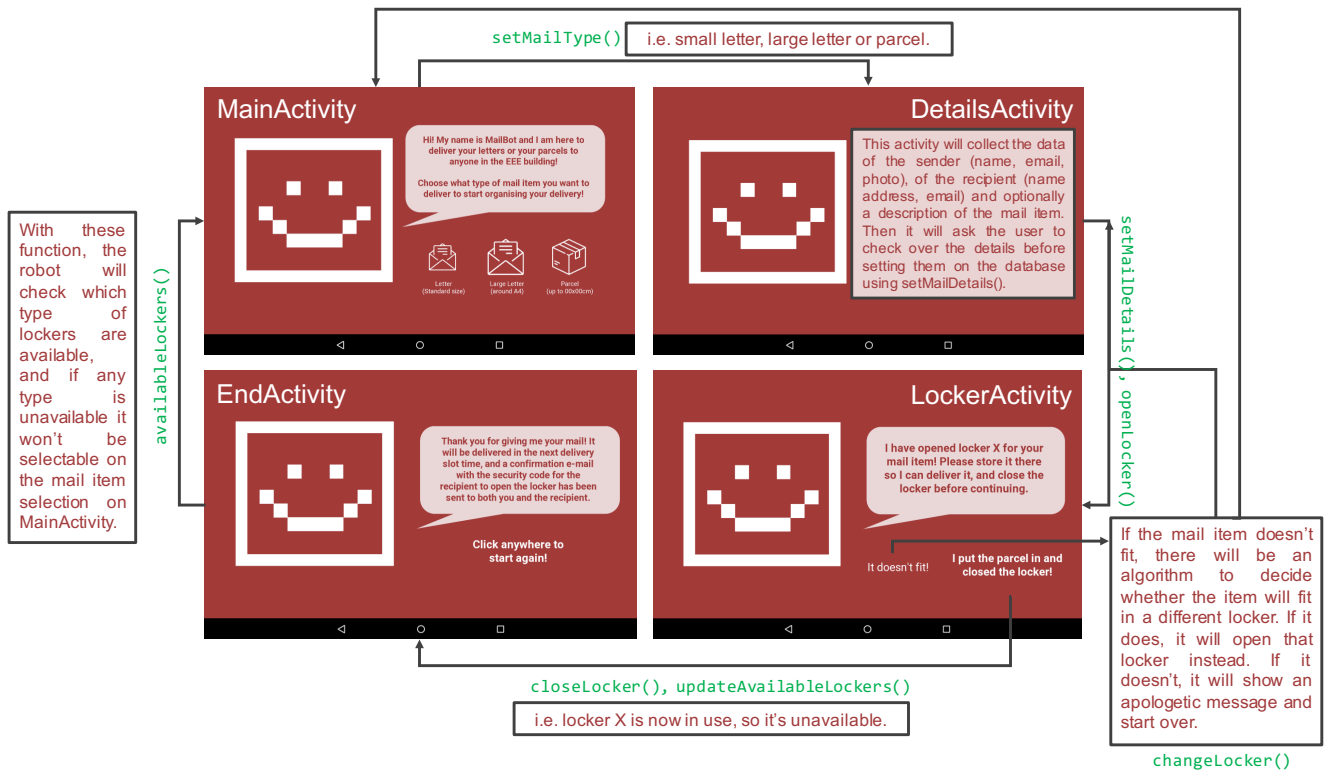 setMailType()
i.e. small letter, large letter or parcel.
MainActivity
Hi! My name is MailBot and I am here to
deliver your letters or your parcels to
anyone in the EEE building!
Choose what type of mail item you want to
deliver to start organising your delivery!
Letter
(Standard size)
Large Letter
(around A4)
Parcel
(up to 00x00cm)
DetailsActivity
This activity will collect the data
of the sender (name, email,
photo), of the recipient (name
address, email) and optionally
a description of the mail item.
Then it will ask the user to
check over the details before
setting them on the database
using setMailDetails().
With these
function, the
robot will
check which
type of
lockers are
available,
and if any
type is
unavailable it
won't be
selectable on
the mail item
selection on
MainActivity.
availableLockers()
setMailDetails(), openLocker()
EndActivity
Thank you for giving me your mail! It
will be delivered in the next delivery
slot time, and a confirmation e-mail
with the security code for the
recipient to open the locker has been
sent to both you and the recipient.
Click anywhere to
start again!
LockerActivity
I have opened locker X for your
mail item! Please store it there
so I can deliver it, and close the
locker before continuing.
It doesn't fit!
I put the parcel in and
closed the locker!
If the mail item doesn't
fit, there will be an
algorithm to decide
whether the item will fit
in a different locker. If it
does, it will open that
locker instead. If it
doesn't, it will show an
apologetic message and
start over.
changeLocker()
closeLocker(), updateAvailableLockers()
i.e. locker X is now in use, so it's unavailable.